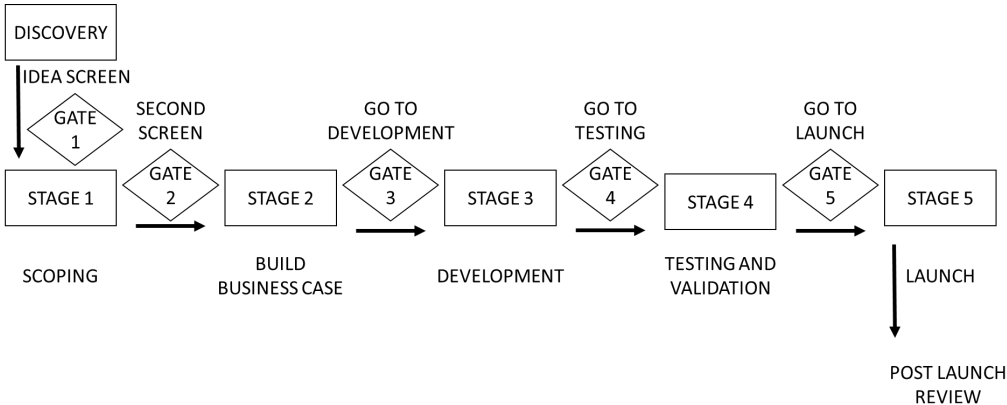 DISCOVERY
IDEA SCREEN
GATE
1
SECOND
SCREEN
GO TO
DEVELOPMENT
GO TO
TESTING
GO TO
LAUNCH
STAGE 1
GATE
2
STAGE 2
GATE
3
STAGE 3
GATE
4
STAGE 4
GATE
5
STAGE 5
SCOPING
BUILD
BUSINESS CASE
DEVELOPMENT
TESTING AND
VALIDATION
LAUNCH
POST LAUNCH
REVIEW